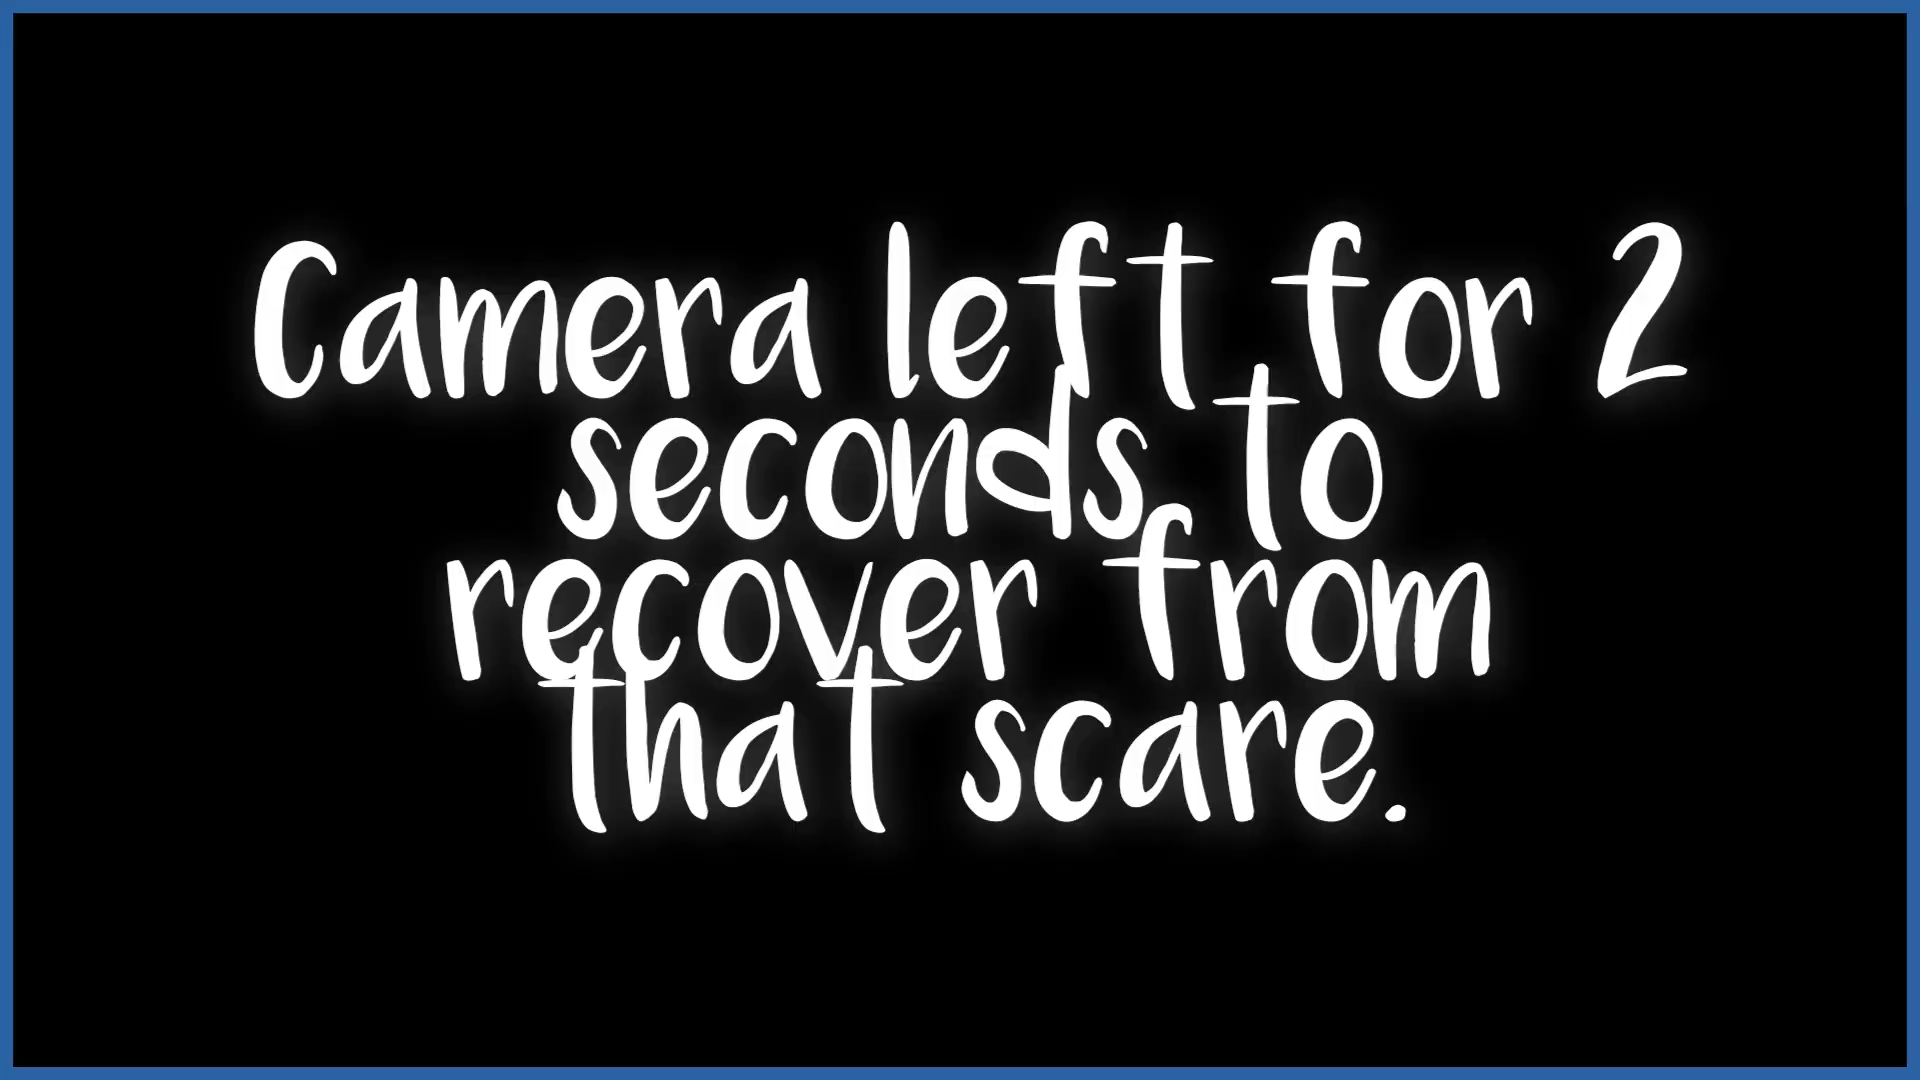 Camera left for 2
seconds to
recover from
that scare.